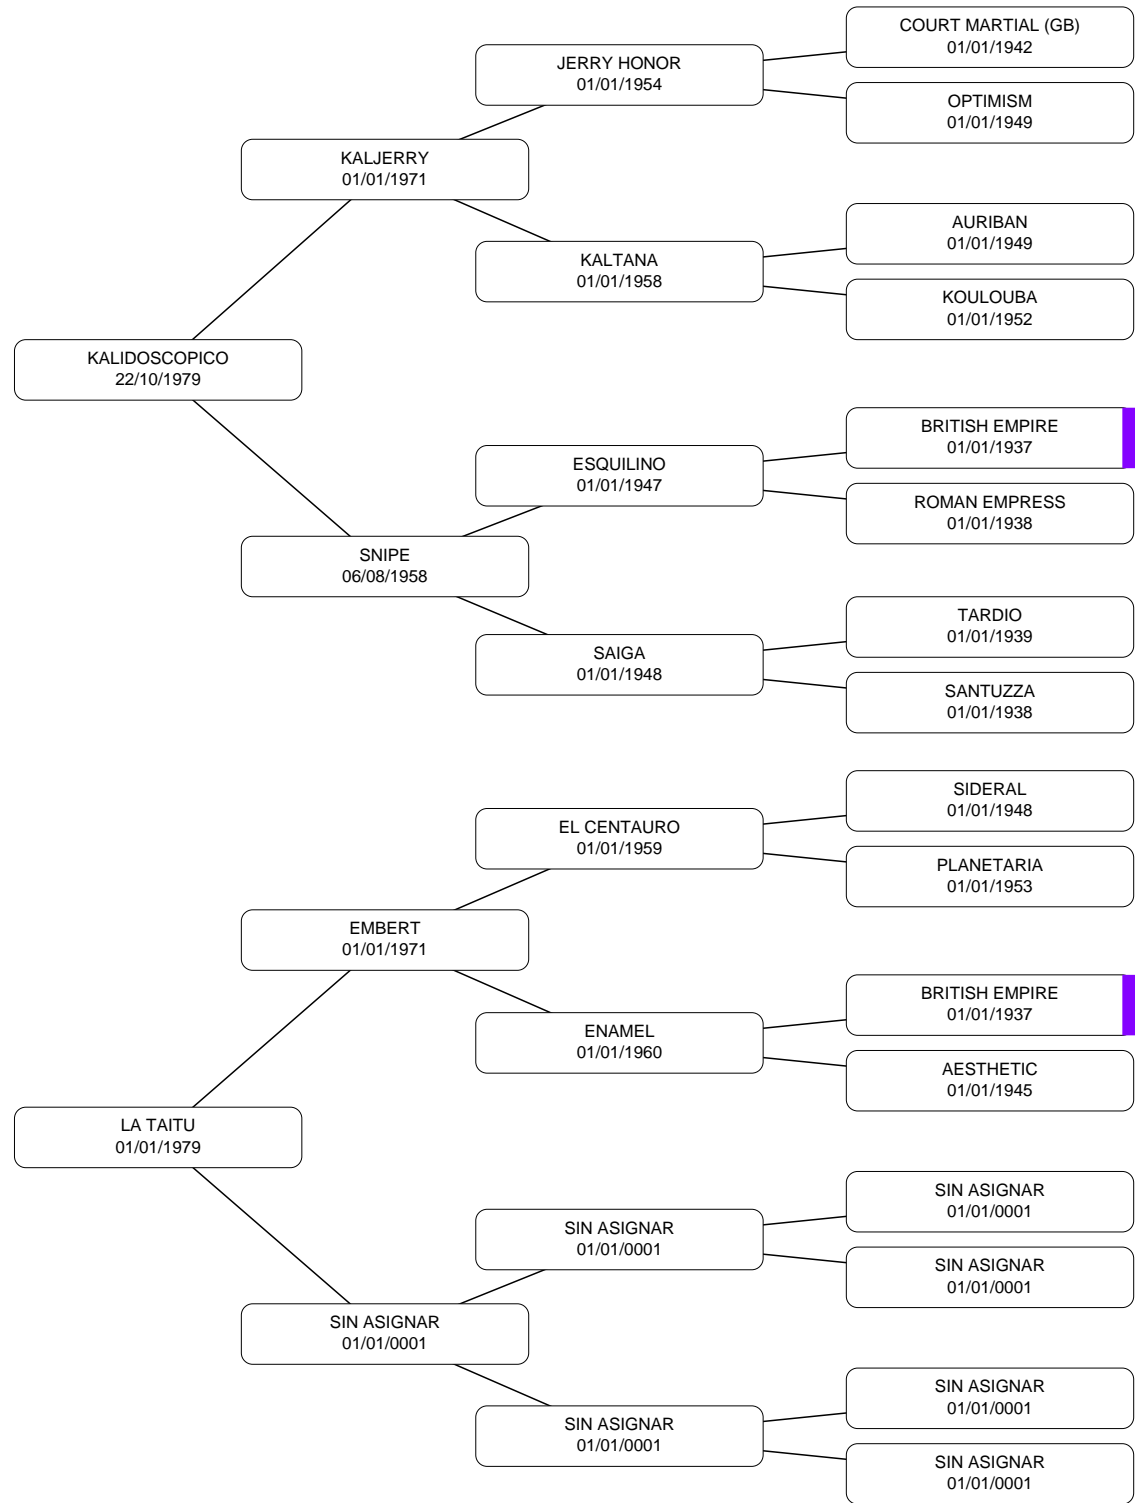 COURT MARTIAL (GB)
01/01/1942
JERRY HONOR
01/01/1954
OPTIMISM
01/01/1949
KALJERRY
01/01/1971
AURIBAN
01/01/1949
KALTANA
01/01/1958
KOULOUBA
01/01/1952
KALIDOSCOPICO
22/10/1979
BRITISH EMPIRE
01/01/1937
ESQUILINO
01/01/1947
ROMAN EMPRESS
01/01/1938
SNIPE
06/08/1958
TARDIO
01/01/1939
SAIGA
01/01/1948
SANTUZZA
01/01/1938
SIDERAL
01/01/1948
EL CENTAURO
01/01/1959
PLANETARIA
01/01/1953
EMBERT
01/01/1971
BRITISH EMPIRE
01/01/1937
ENAMEL
01/01/1960
AESTHETIC
01/01/1945
LA TAITU
01/01/1979
SIN ASIGNAR
01/01/0001
SIN ASIGNAR
01/01/0001
SIN ASIGNAR
01/01/0001
SIN ASIGNAR
01/01/0001
SIN ASIGNAR
01/01/0001
SIN ASIGNAR
01/01/0001
SIN ASIGNAR
01/01/0001